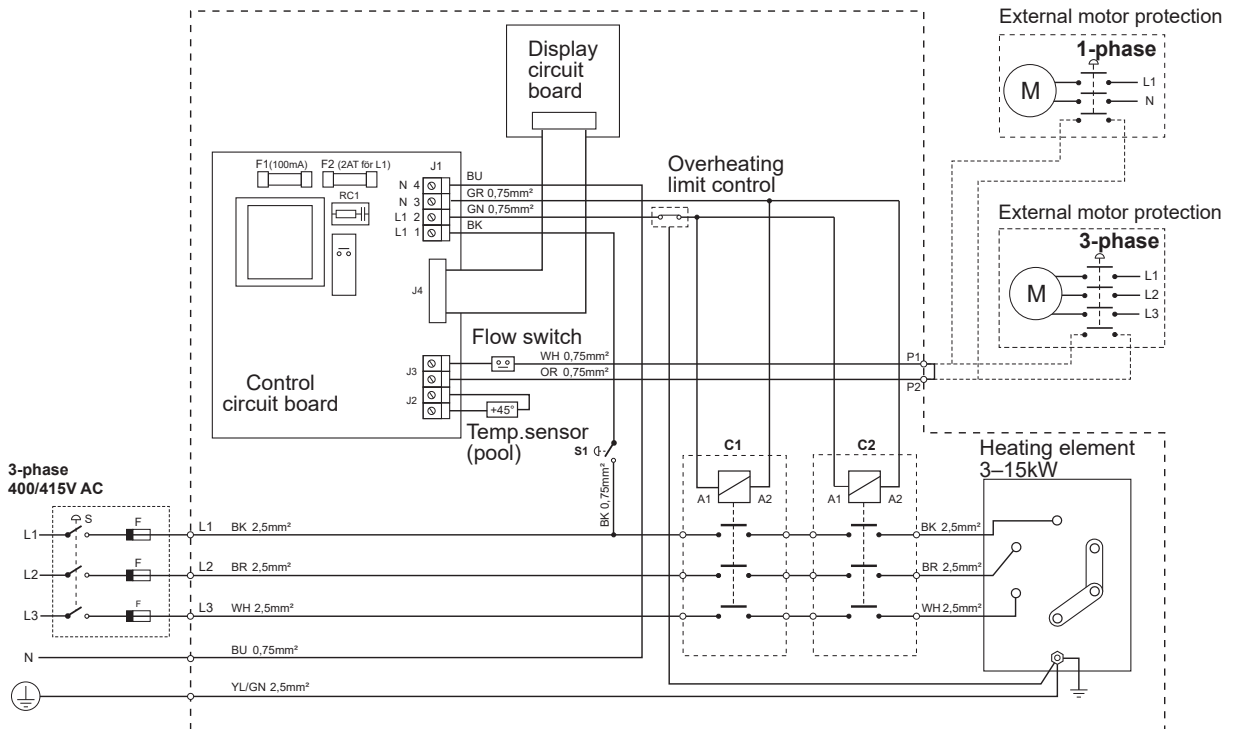 External motor protection
1-phase
M
L1
N
Display
circuit
board
F1(100mA)
F2 (2AT för L1)
J1
RC1
N 4
N 3
L1 2
L1 1
BU
GR 0,75mm²
GN 0,75mm²
BK
Overheating
limit control
External motor protection
3-phase
M
L1
L2
L3
J4
Flow switch
WH 0,75mm²
OR 0,75mm²
P1
P2
J3
J2
Control
circuit board
+45°
Temp.sensor
(pool)
S1
BK 0,75mm²
C1
C2
A1
A2
A1
A2
Heating element
3–15kW
3-phase
400/415V AC
S
F
L1
L1
BK 2,5mm²
BK 2,5mm²
F
L2
L2
BR 2,5mm²
BR 2,5mm²
F
L3
L3
WH 2,5mm²
WH 2,5mm²
N
BU 0,75mm²
YL/GN 2,5mm²